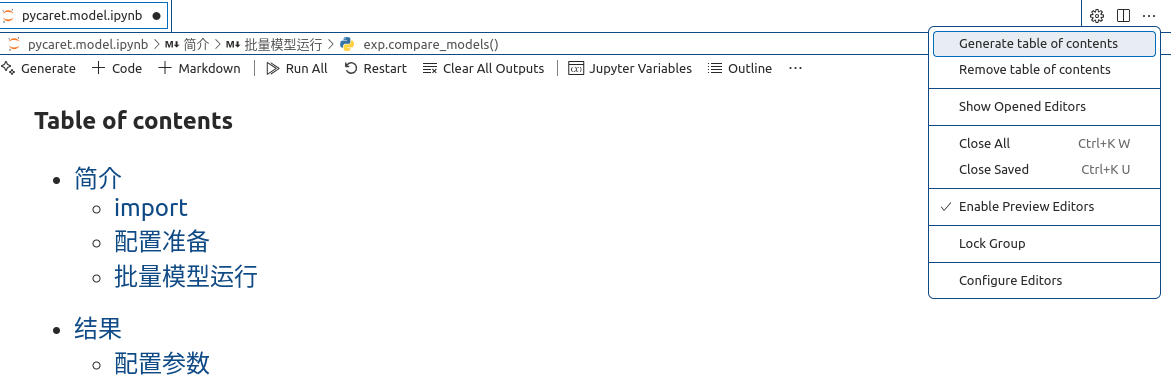 pycaret.model.ipynb
pycaret.model.ipynb > M↓ 简介 > M↓ 批量模型运行 > exp.compare_models()
Generate + Code + Markdown Run All Restart Clear All Outputs Jupyter Variables Outline ...
Generate table of contents
Remove table of contents
Show Opened Editors
Close All Ctrl+K W
Close Saved Ctrl+K U
Enable Preview Editors
Lock Group
Configure Editors
Table of contents
简介
import
配置准备
批量模型运行
结果
配置参数